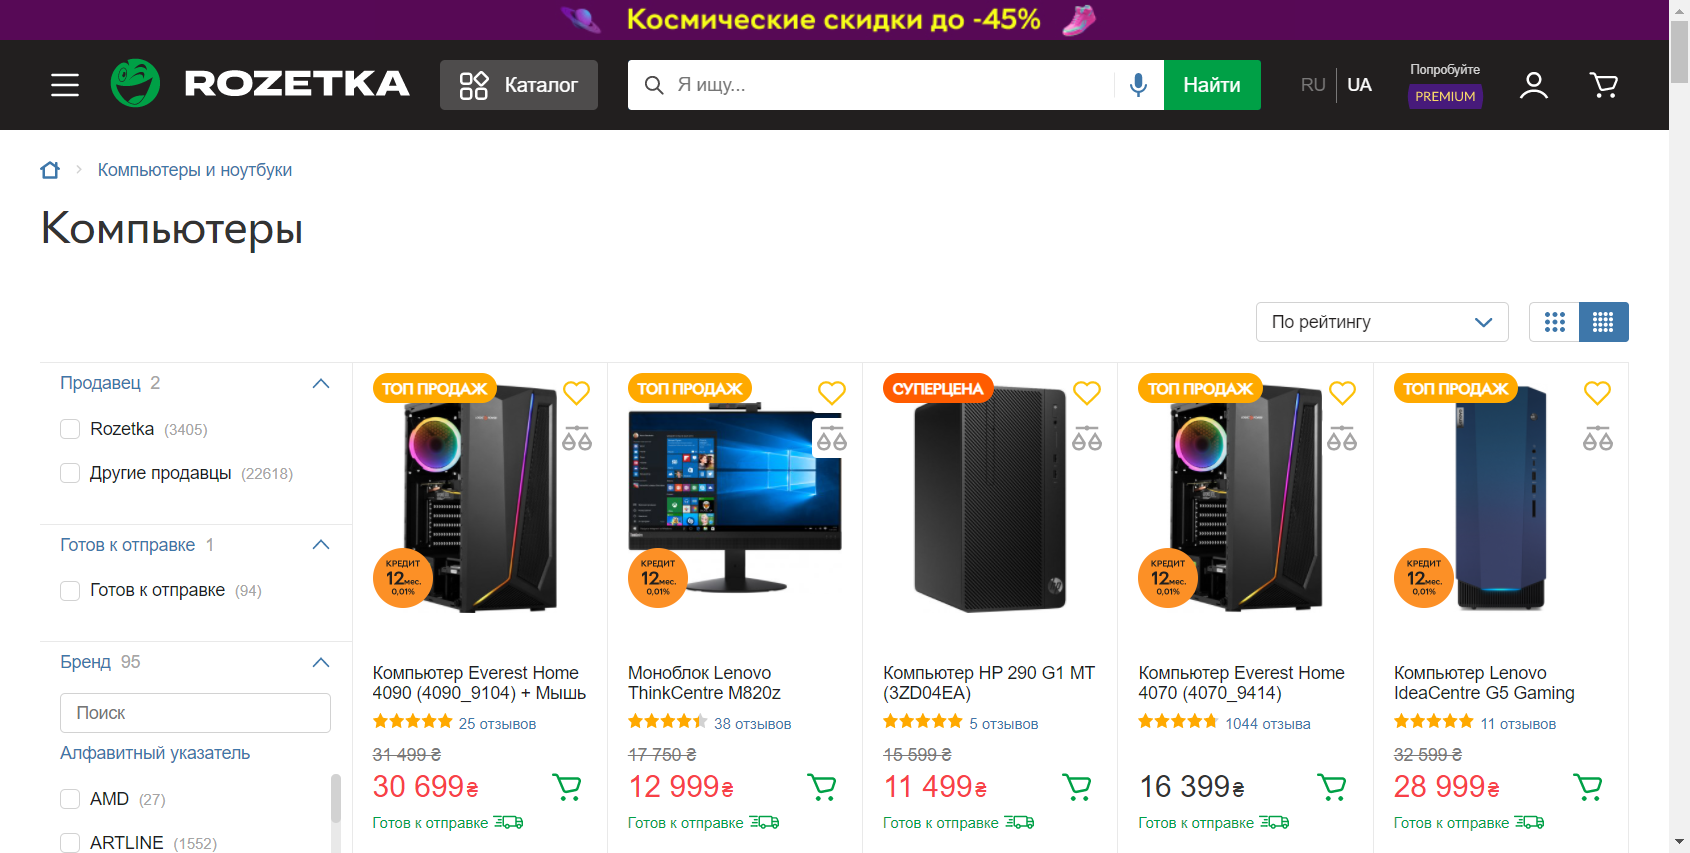 Космические скидки до -45%
ROZETKA
Каталог
Я ищу...
Найти
RU
UA
Попробуйте
PREMIUM
Компьютеры и ноутбуки
Компьютеры
По рейтингу
Продавец 2
Rozetka (3405)
Другие продавцы (22618)
Готов к отправке 1
Готов к отправке (94)
Бренд 95
Поиск
Алфавитный указатель
AMD (27)
ARTLINE (1552)
ТОП ПРОДАЖ
КРЕДИТ
12 мес.
0,01%
Компьютер Everest Home
4090 (4090_9104) + Мышь
25 отзывов
31 499 ₴
30 699 ₴
Готов к отправке
ТОП ПРОДАЖ
КРЕДИТ
12 мес.
0,01%
Моноблок Lenovo
ThinkCentre M820z
38 отзывов
17 750 ₴
12 999 ₴
Готов к отправке
СУПЕРЦЕНА
Компьютер HP 290 G1 MT
(3ZD04EA)
5 отзывов
15 599 ₴
11 499 ₴
Готов к отправке
ТОП ПРОДАЖ
КРЕДИТ
12 мес.
0,01%
Компьютер Everest Home
4070 (4070_9414)
1044 отзыва
16 399 ₴
Готов к отправке
ТОП ПРОДАЖ
КРЕДИТ
12 мес.
0,01%
Компьютер Lenovo
IdeaCentre G5 Gaming
11 отзывов
32 599 ₴
28 999 ₴
Готов к отправке